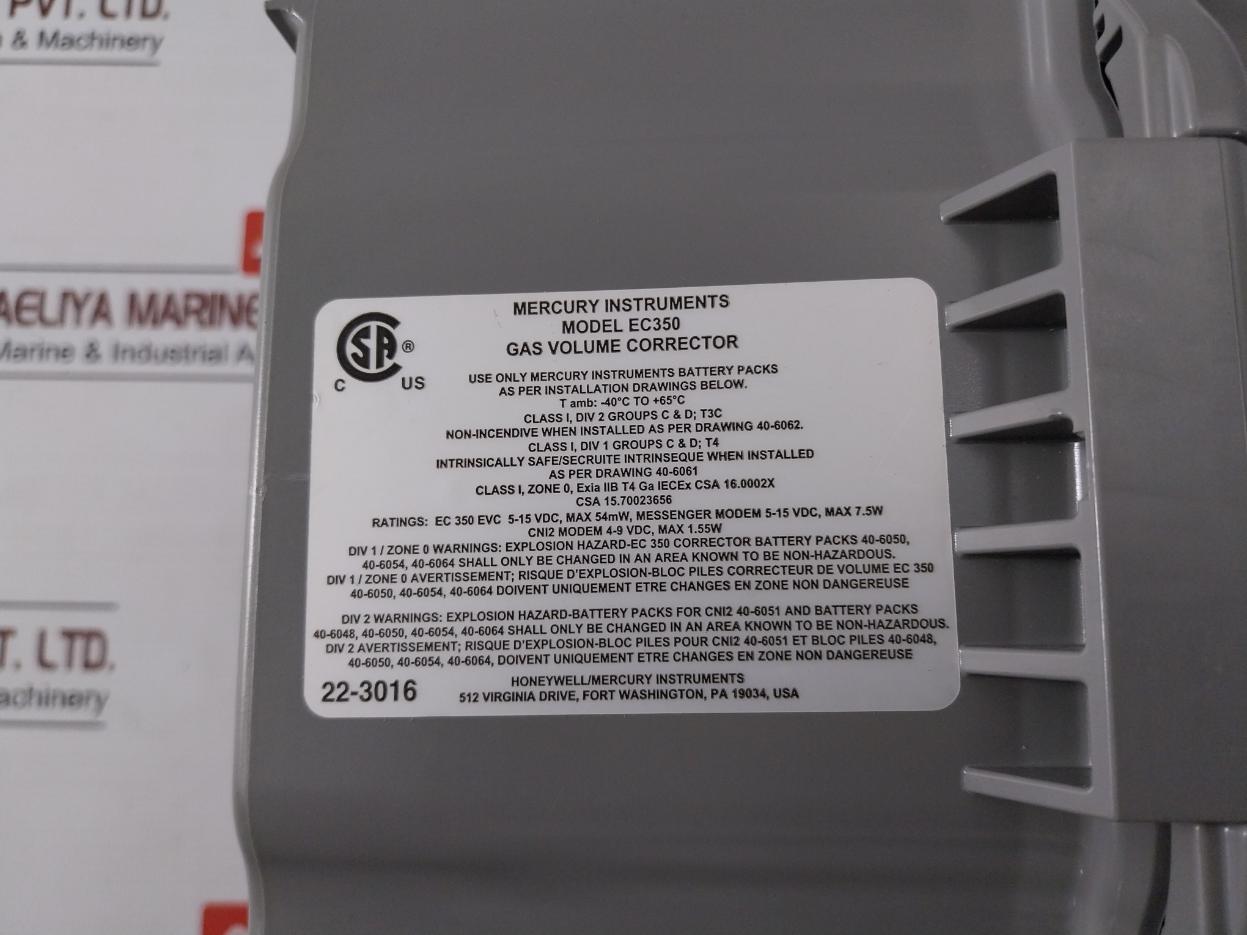 PVT. LTD.
& Machinery
AELIYA MARINE
Marine & Industrial A
T. LTD.
achinery
CSA ®
C US
MERCURY INSTRUMENTS
MODEL EC350
GAS VOLUME CORRECTOR
USE ONLY MERCURY INSTRUMENTS BATTERY PACKS
AS PER INSTALLATION DRAWINGS BELOW.
T amb: -40°C TO +65°C
CLASS I, DIV 2 GROUPS C & D; T3C
NON-INCENDIVE WHEN INSTALLED AS PER DRAWING 40-6062.
CLASS I, DIV 1 GROUPS C & D; T4
INTRINSICALLY SAFE/SECRUITE INTRINSEQUE WHEN INSTALLED
AS PER DRAWING 40-6061
CLASS I, ZONE 0, Exia IIB T4 Ga IECEx CSA 16.0002X
CSA 15.70023656
RATINGS: EC 350 EVC 5-15 VDC, MAX 54mW, MESSENGER MODEM 5-15 VDC, MAX 7.5W
CNI2 MODEM 4-9 VDC, MAX 1.55W
DIV 1 / ZONE 0 WARNINGS: EXPLOSION HAZARD-EC 350 CORRECTOR BATTERY PACKS 40-6050,
40-6054, 40-6064 SHALL ONLY BE CHANGED IN AN AREA KNOWN TO BE NON-HAZARDOUS.
DIV 1 / ZONE 0 AVERTISSEMENT; RISQUE D'EXPLOSION-BLOC PILES CORRECTEUR DE VOLUME EC 350
40-6050, 40-6054, 40-6064 DOIVENT UNIQUEMENT ETRE CHANGES EN ZONE NON DANGEREUSE
DIV 2 WARNINGS: EXPLOSION HAZARD-BATTERY PACKS FOR CNI2 40-6051 AND BATTERY PACKS
40-6048, 40-6050, 40-6054, 40-6064 SHALL ONLY BE CHANGED IN AN AREA KNOWN TO BE NON-HAZARDOUS.
DIV 2 AVERTISSEMENT; RISQUE D'EXPLOSION-BLOC PILES POUR CNI2 40-6051 ET BLOC PILES 40-6048,
40-6050, 40-6054, 40-6064, DOIVENT UNIQUEMENT ETRE CHANGES EN ZONE NON DANGEREUSE
22-3016
HONEYWELL/MERCURY INSTRUMENTS
512 VIRGINIA DRIVE, FORT WASHINGTON, PA 19034, USA